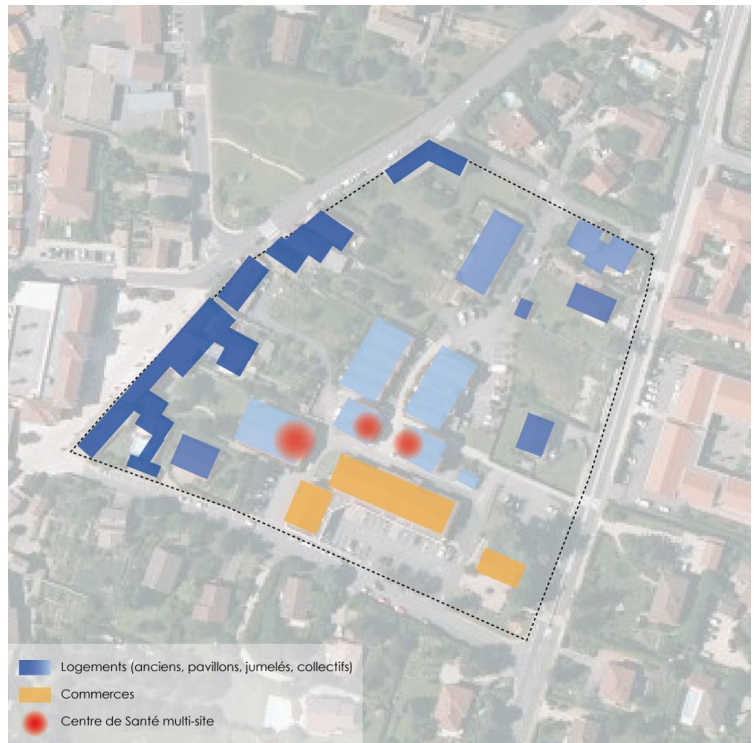 Logements (anciens, pavillons, jumelés, collectifs)
Commerces
Centre de Santé multi-site